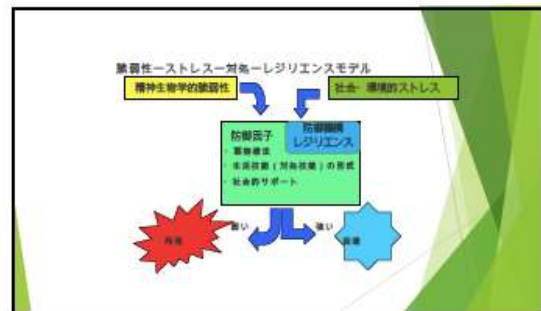 脆弱性ーストレスー対処ーレジリエンスモデル
精神生物学的脆弱性
社会・環境的ストレス
防御因子
防御機構
レジリエンス
・薬物療法
・生活技能(対処技能)の形成
・社会的サポート
弱い
強い
再発
回復